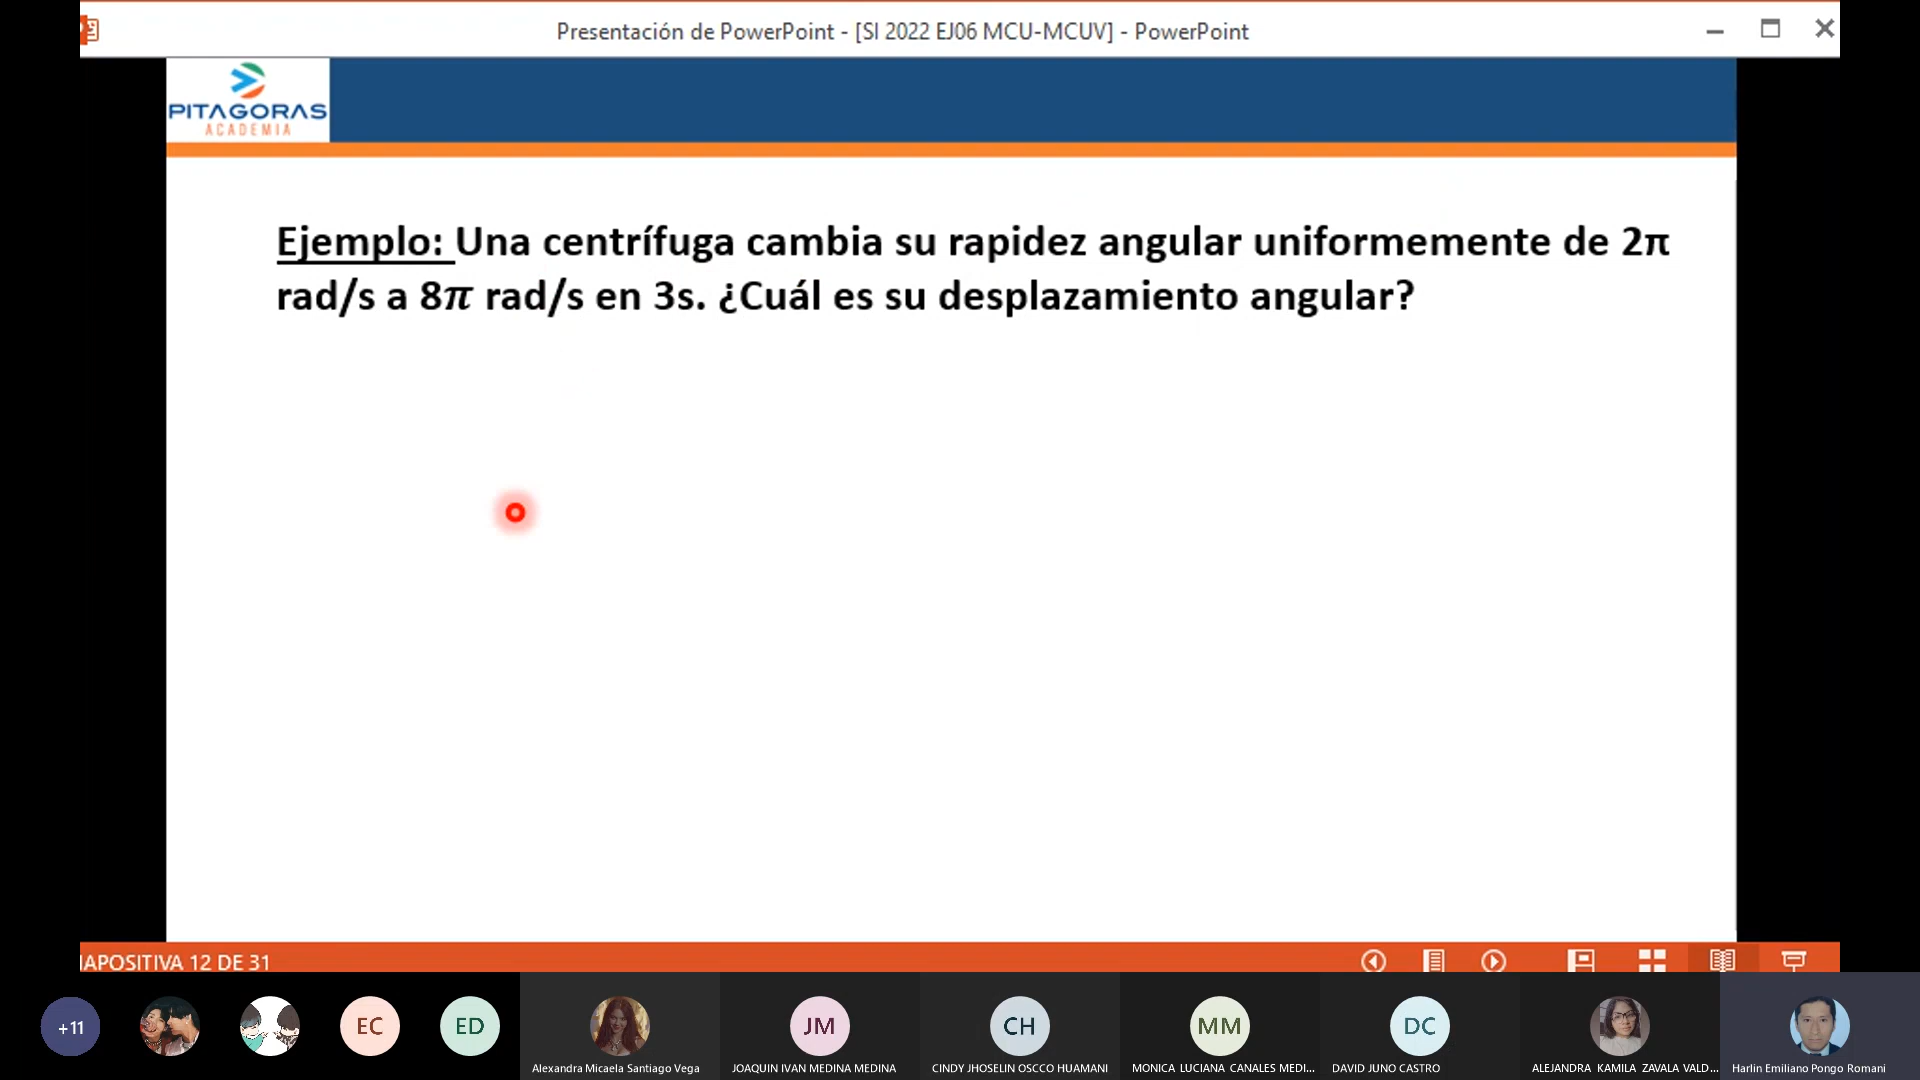 Presentación de PowerPoint - [SI 2022 EJ06 MCU-MCUV] - PowerPoint
PITAGORAS
ACADEMIA
Ejemplo: Una centrífuga cambia su rapidez angular uniformemente de 2π
rad/s a 8𝜋 rad/s en 3s. ¿Cuál es su desplazamiento angular?
IAPOSITIVA 12 DE 31
+11
EC
ED
JM
CH
MM
DC
Alexandra Micaela Santiago Vega
JOAQUIN IVAN MEDINA MEDINA
CINDY JHOSELIN OSCCO HUAMANI
MONICA LUCIANA CANALES MEDI...
DAVID JUNO CASTRO
ALEJANDRA KAMILA ZAVALA VALD...
Harlin Emiliano Pongo Romani